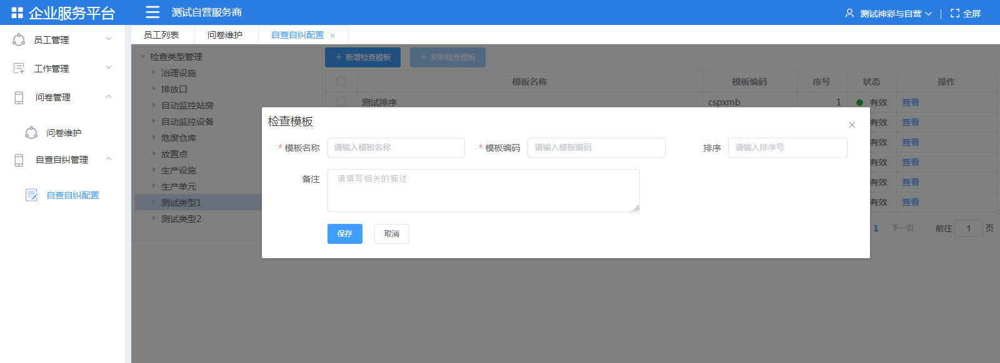 企业服务平台
测试自营服务商
测试神彩与自营
全屏
员工管理
工作管理
问卷管理
问卷维护
自查自纠管理
自查自纠配置
员工列表
问卷维护
自查自纠配置 ×
检查类型管理
治理设施
排放口
自动监控站房
自动监控设备
危废仓库
放置点
生产设施
生产单元
测试类型1
测试类型2
+ 新增检查模板
+ 复制检查模板
模板名称 模板编码 序号 状态 操作
测试排序 cspxmb 1 有效 查看
有效 查看
有效 查看
有效 查看
有效 查看
有效 查看
1 下一页 前往 1 页
检查模板
* 模板名称 请输入模板名称
* 模板编码 请输入模板编码
排序 请输入排序号
备注 请填写相关的描述
保存 取消